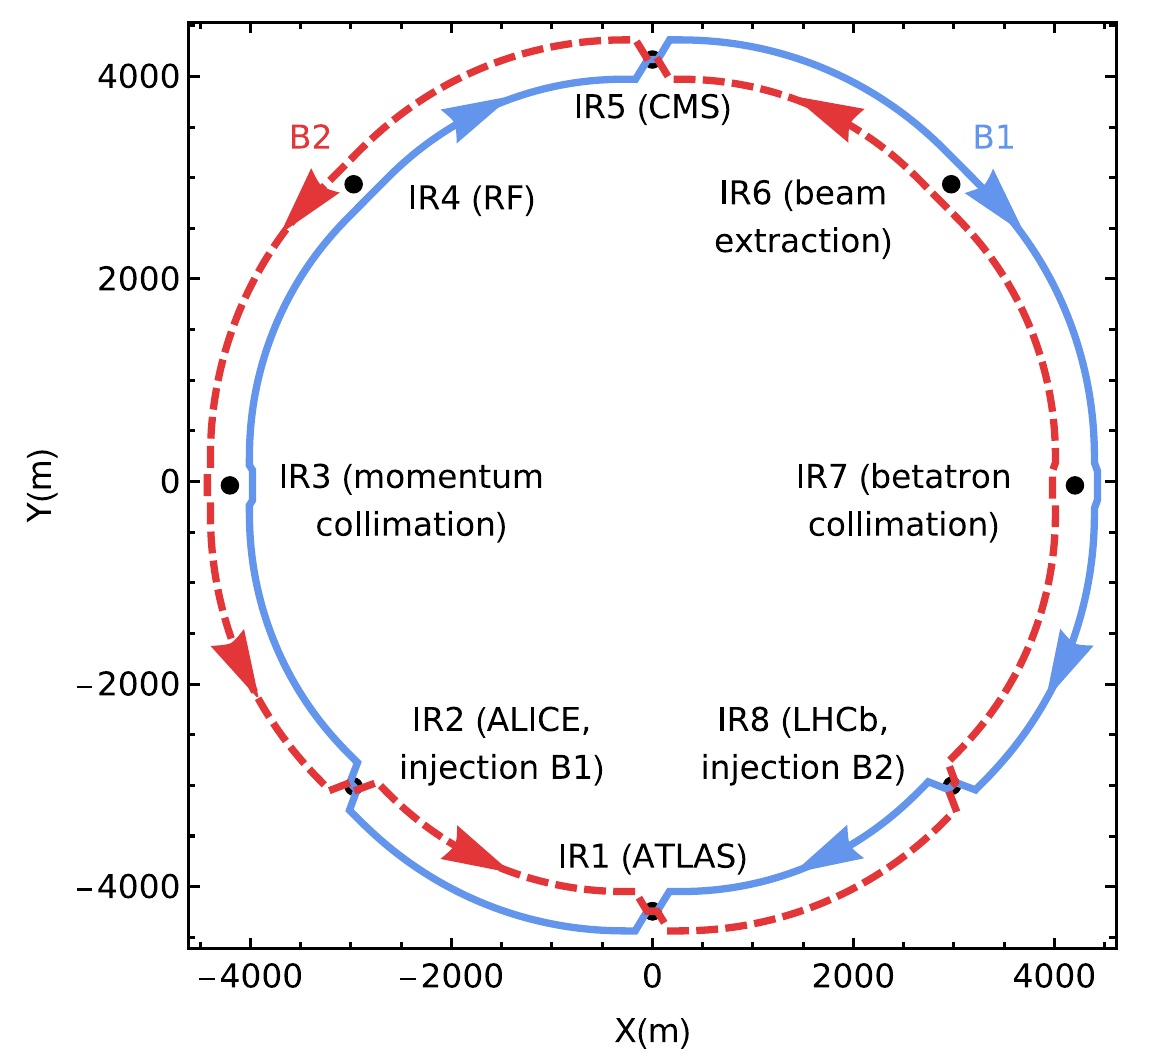 4000
IR5 (CMS)
B2
B1
IR4 (RF)
IR6 (beam
extraction)
2000
Y(m)
0
IR3 (momentum
collimation)
IR7 (betatron
collimation)
−2000
IR2 (ALICE,
injection B1)
IR8 (LHCb,
injection B2)
IR1 (ATLAS)
−4000
−4000 −2000 0 2000 4000
X(m)